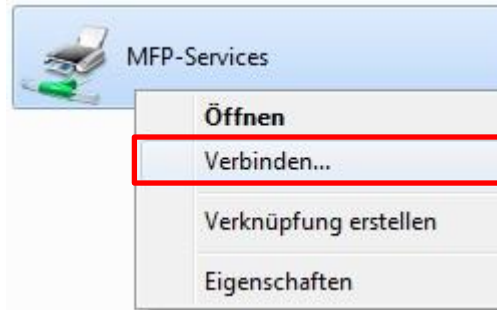 MFP-Services
Öffnen
Verbinden...
Verknüpfung erstellen
Eigenschaften